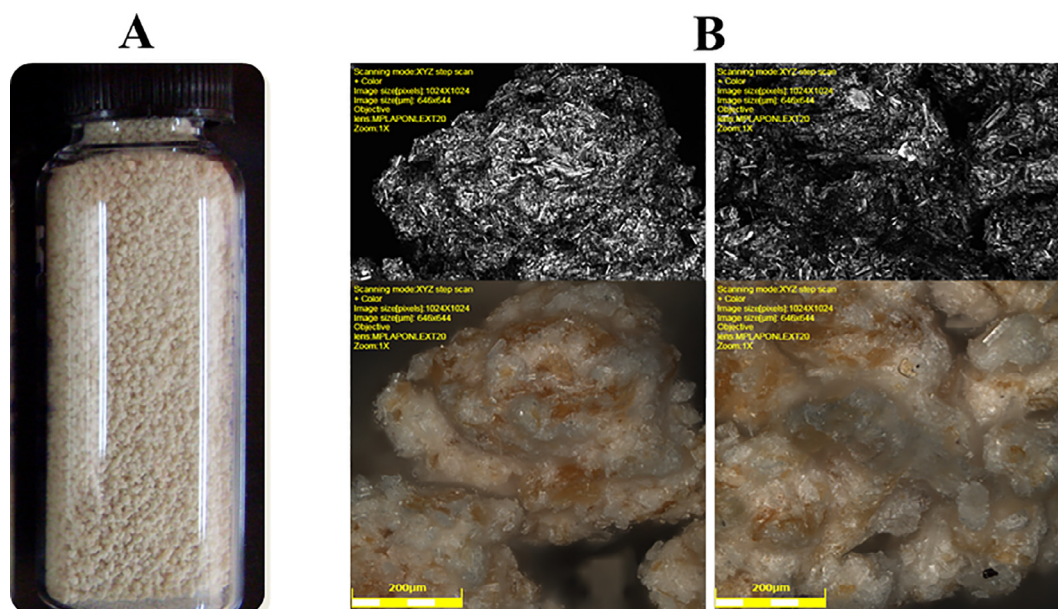 A
B
Scanning mode:XYZ step scan
+ Color
Image size[pixels]:1024X1024
Image size[µm]: 646x644
Objective
lens:MPLAPONLEXT20
Zoom:1X
Scanning mode:XYZ step scan
+ Color
Image size[pixels]:1024X1024
Image size[µm]: 646x644
Objective
lens:MPLAPONLEXT20
Zoom:1X
Scanning mode:XYZ step scan
+ Color
Image size[pixels]:1024X1024
Image size[µm]: 646x644
Objective
lens:MPLAPONLEXT20
Zoom:1X
200µm
Scanning mode:XYZ step scan
+ Color
Image size[pixels]:1024X1024
Image size[µm]: 646x644
Objective
lens:MPLAPONLEXT20
Zoom:1X
200µm